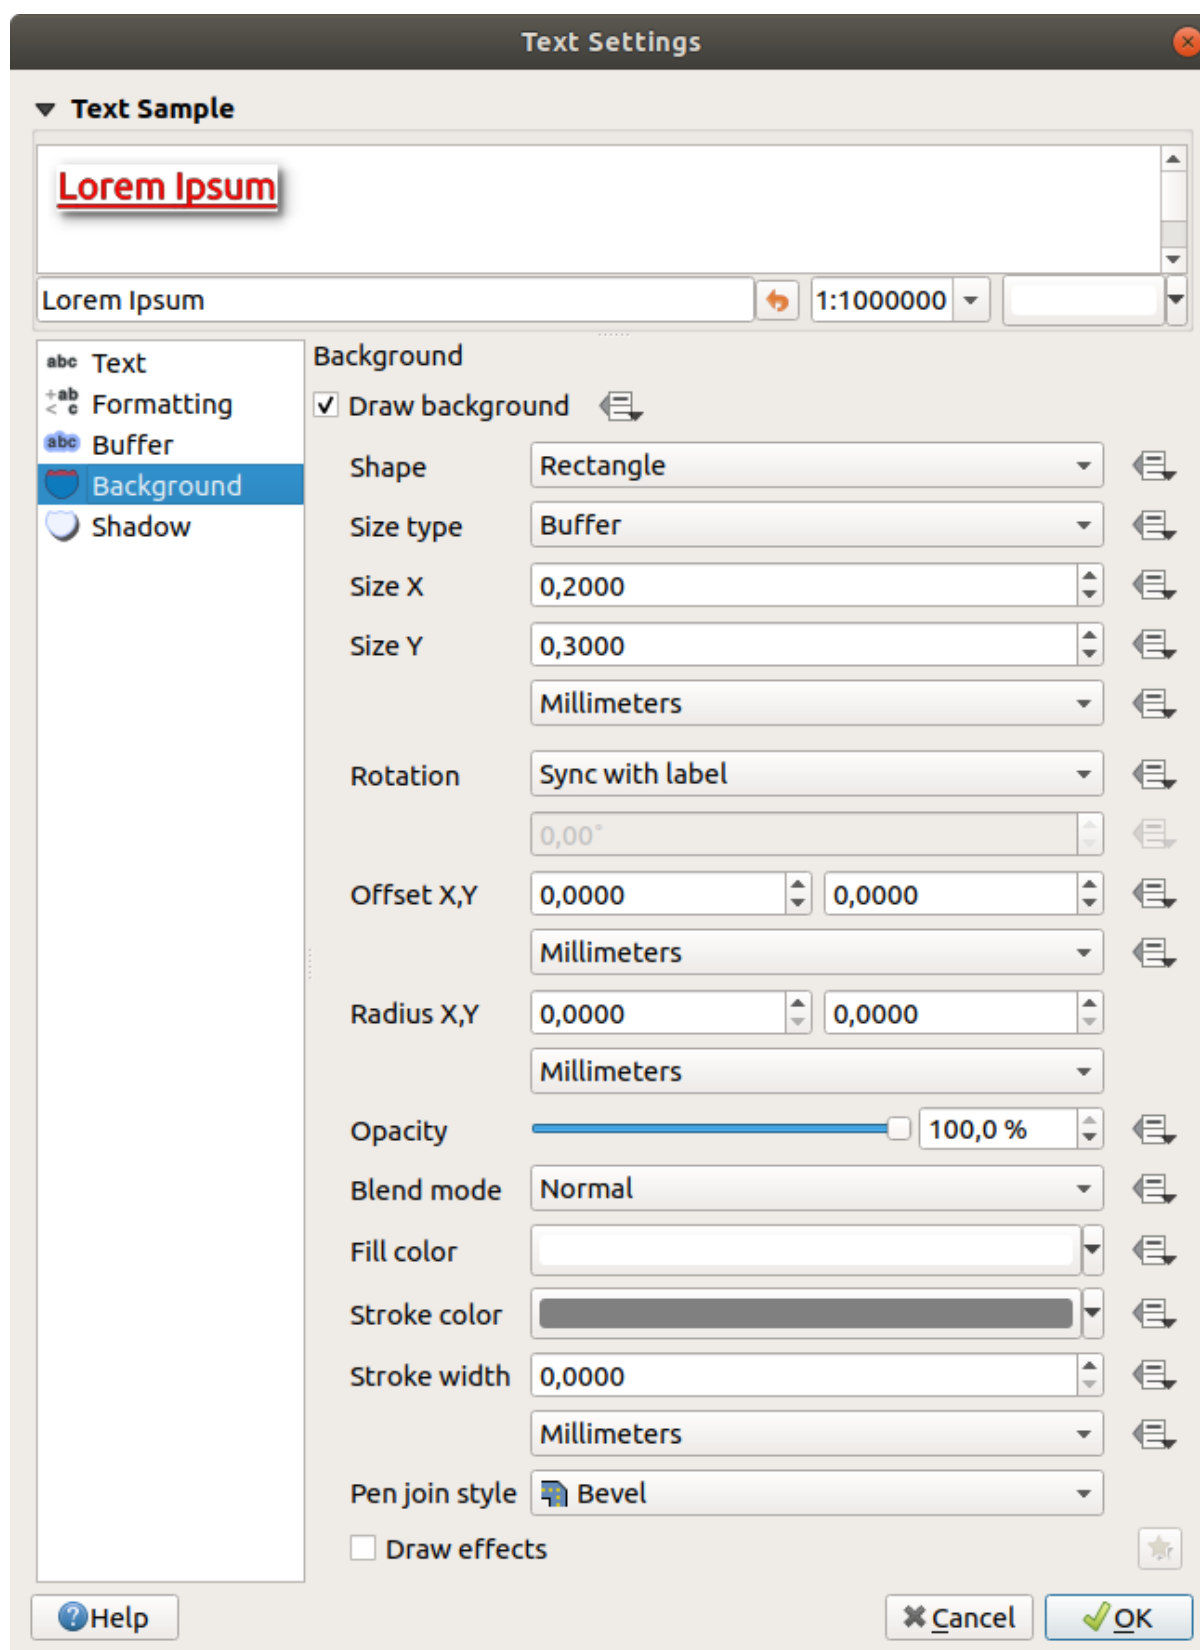 Text Settings
Text Sample
Lorem Ipsum
Lorem Ipsum 1:1000000
abc Text
+ab < c Formatting
abc Buffer
Background
Shadow
Background
Draw background
Shape Rectangle
Size type Buffer
Size X 0,2000
Size Y 0,3000
Millimeters
Rotation Sync with label
0,00°
Offset X,Y 0,0000 0,0000
Millimeters
Radius X,Y 0,0000 0,0000
Millimeters
Opacity 100,0 %
Blend mode Normal
Fill color
Stroke color
Stroke width 0,0000
Millimeters
Pen join style Bevel
Draw effects
?Help Cancel OK